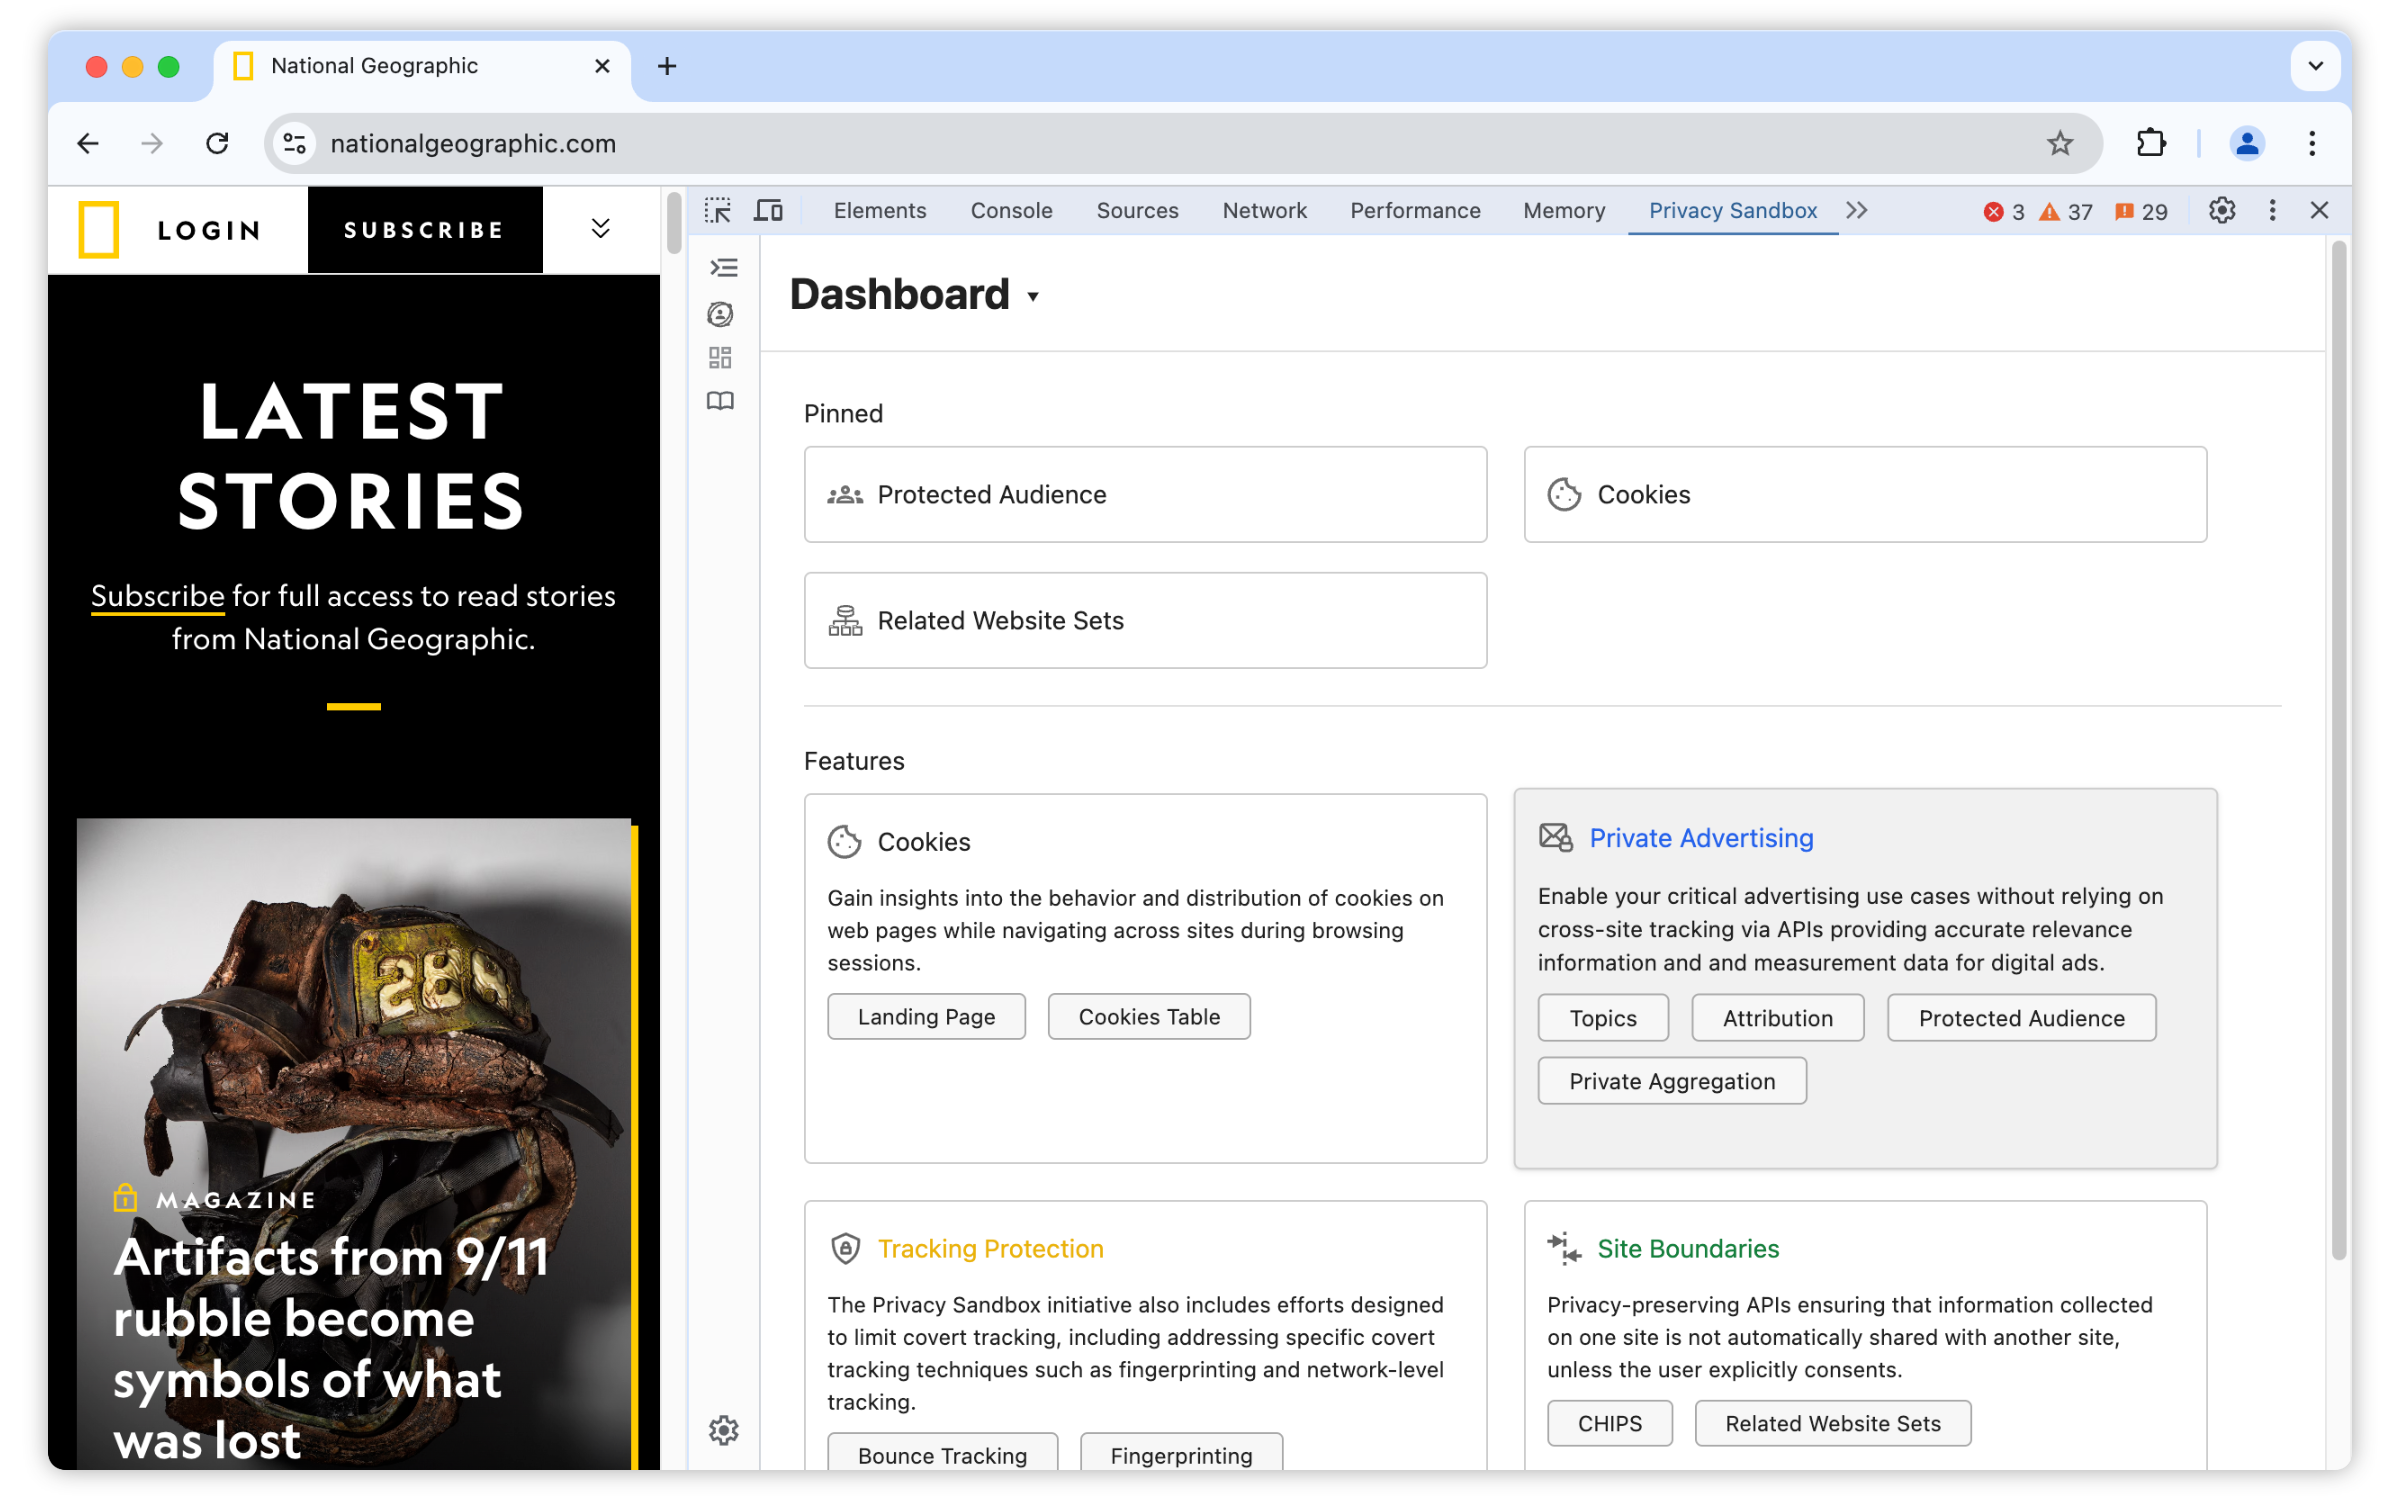 National Geographic
nationalgeographic.com
LOGIN
SUBSCRIBE
LATEST
STORIES
Subscribe for full access to read stories
from National Geographic.
289
MAGAZINE
Artifacts from 9/11
rubble become
symbols of what
was lost
Elements
Console
Sources
Network
Performance
Memory
Privacy Sandbox
3
37
29
Dashboard
Pinned
Protected Audience
Cookies
Related Website Sets
Features
Cookies
Gain insights into the behavior and distribution of cookies on
web pages while navigating across sites during browsing
sessions.
Landing Page
Cookies Table
Private Advertising
Enable your critical advertising use cases without relying on
cross-site tracking via APIs providing accurate relevance
information and and measurement data for digital ads.
Topics
Attribution
Protected Audience
Private Aggregation
Tracking Protection
The Privacy Sandbox initiative also includes efforts designed
to limit covert tracking, including addressing specific covert
tracking techniques such as fingerprinting and network-level
tracking.
Bounce Tracking
Fingerprinting
Site Boundaries
Privacy-preserving APIs ensuring that information collected
on one site is not automatically shared with another site,
unless the user explicitly consents.
CHIPS
Related Website Sets